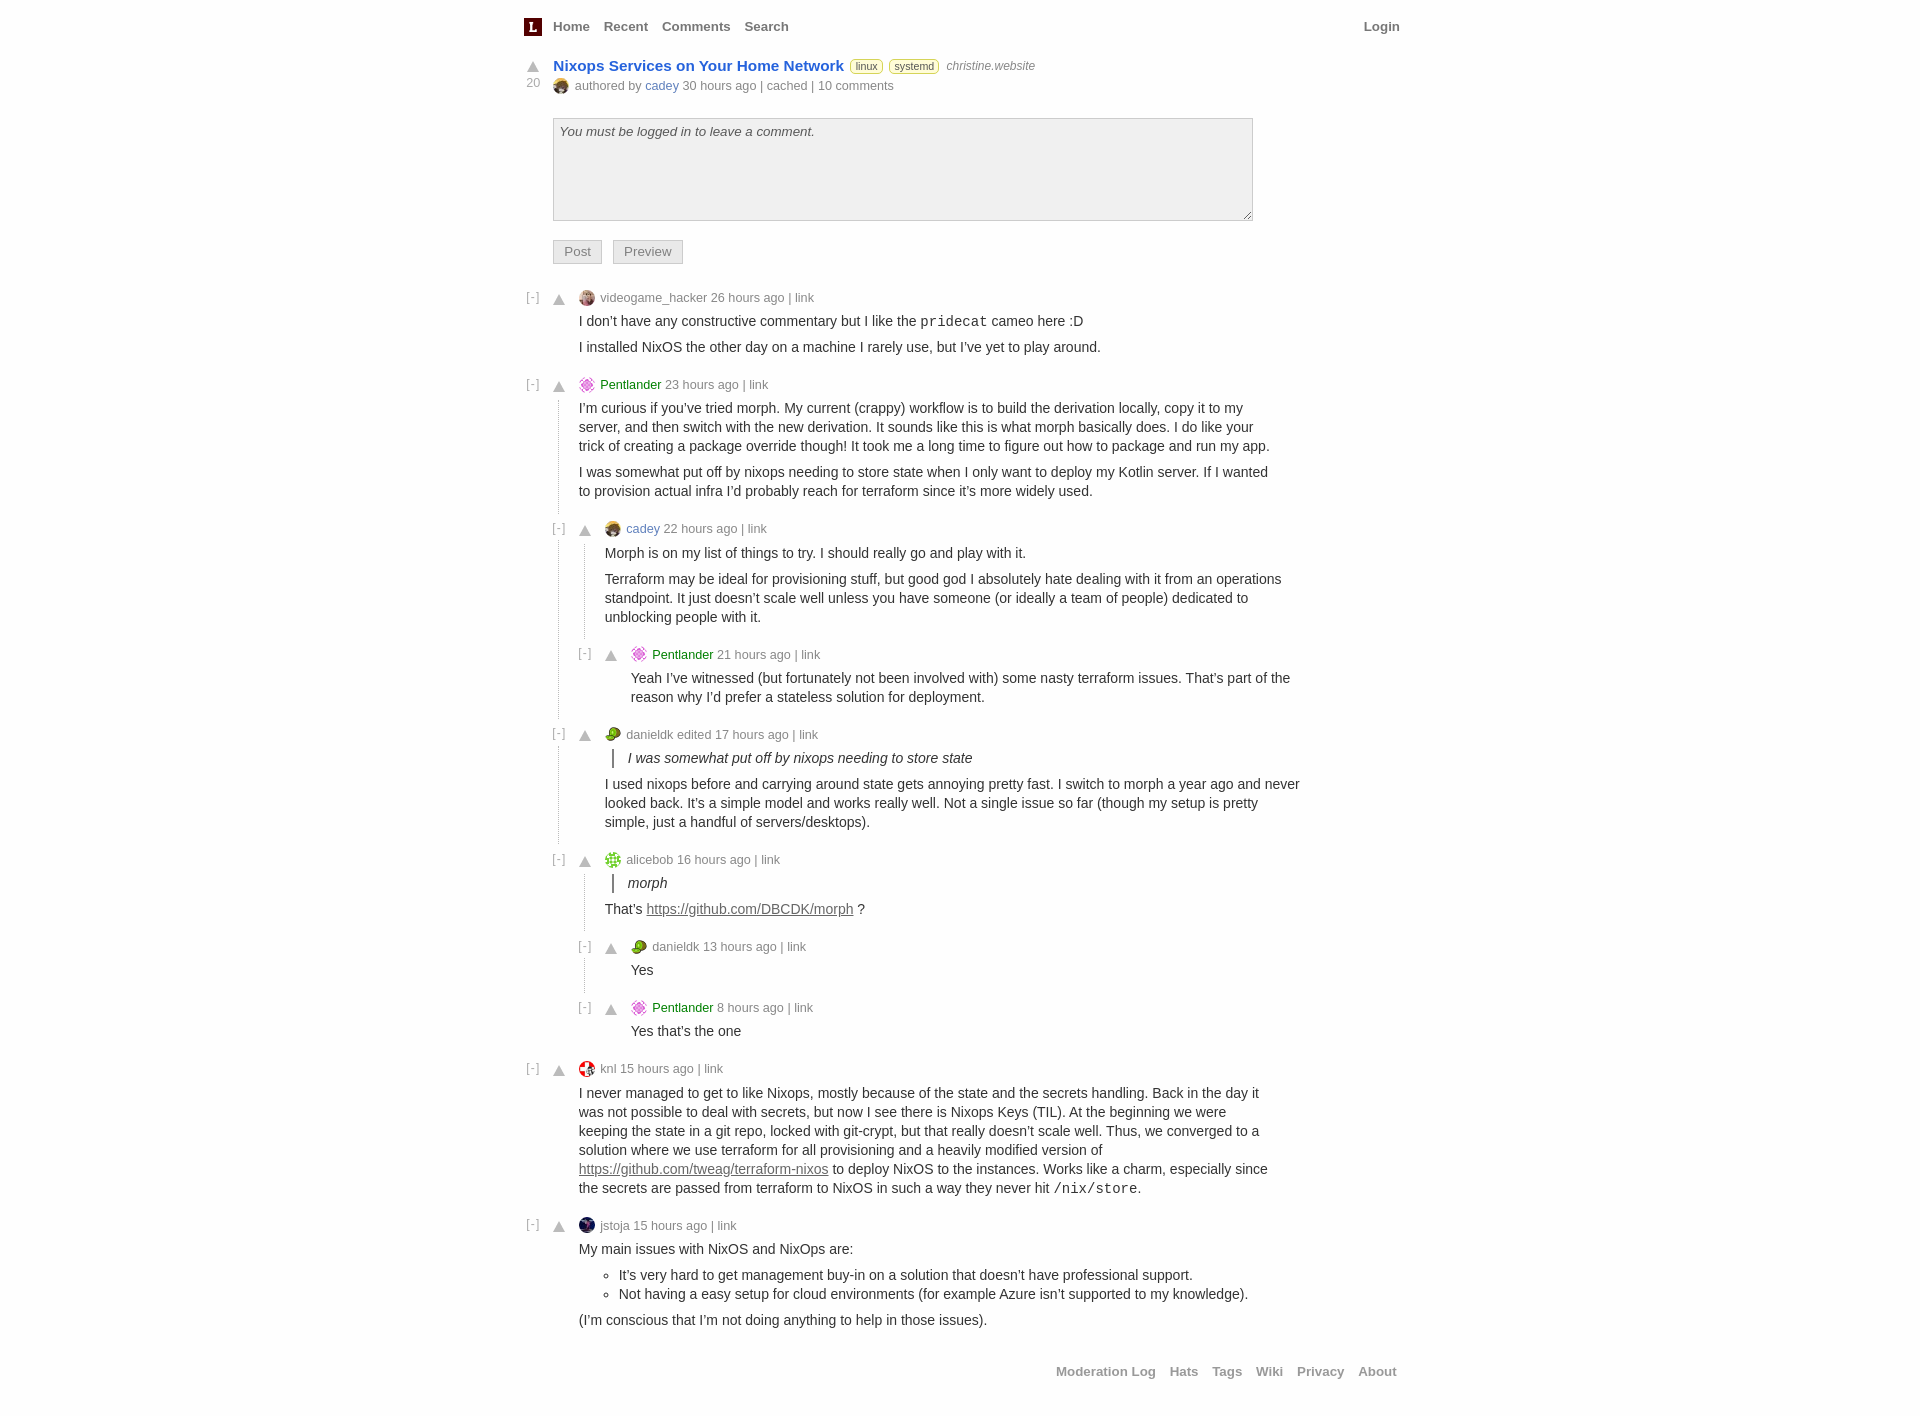 L Home Recent Comments Search Login
Nixops Services on Your Home Network linux systemd christine.website
20 authored by cadey 30 hours ago | cached | 10 comments
You must be logged in to leave a comment.
Post Preview
[-] videogame_hacker 26 hours ago | link
I don’t have any constructive commentary but I like the pridecat cameo here :D
I installed NixOS the other day on a machine I rarely use, but I’ve yet to play around.
[-] Pentlander 23 hours ago | link
I’m curious if you’ve tried morph. My current (crappy) workflow is to build the derivation locally, copy it to my
server, and then switch with the new derivation. It sounds like this is what morph basically does. I do like your
trick of creating a package override though! It took me a long time to figure out how to package and run my app.
I was somewhat put off by nixops needing to store state when I only want to deploy my Kotlin server. If I wanted
to provision actual infra I’d probably reach for terraform since it’s more widely used.
[-] cadey 22 hours ago | link
Morph is on my list of things to try. I should really go and play with it.
Terraform may be ideal for provisioning stuff, but good god I absolutely hate dealing with it from an operations
standpoint. It just doesn’t scale well unless you have someone (or ideally a team of people) dedicated to
unblocking people with it.
[-] Pentlander 21 hours ago | link
Yeah I’ve witnessed (but fortunately not been involved with) some nasty terraform issues. That’s part of the
reason why I’d prefer a stateless solution for deployment.
[-] danieldk edited 17 hours ago | link
I was somewhat put off by nixops needing to store state
I used nixops before and carrying around state gets annoying pretty fast. I switch to morph a year ago and never
looked back. It’s a simple model and works really well. Not a single issue so far (though my setup is pretty
simple, just a handful of servers/desktops).
[-] alicebob 16 hours ago | link
morph
That’s https://github.com/DBCDK/morph ?
[-] danieldk 13 hours ago | link
Yes
[-] Pentlander 8 hours ago | link
Yes that’s the one
[-] knl 15 hours ago | link
I never managed to get to like Nixops, mostly because of the state and the secrets handling. Back in the day it
was not possible to deal with secrets, but now I see there is Nixops Keys (TIL). At the beginning we were
keeping the state in a git repo, locked with git-crypt, but that really doesn’t scale well. Thus, we converged to a
solution where we use terraform for all provisioning and a heavily modified version of
https://github.com/tweag/terraform-nixos to deploy NixOS to the instances. Works like a charm, especially since
the secrets are passed from terraform to NixOS in such a way they never hit /nix/store.
[-] jstoja 15 hours ago | link
My main issues with NixOS and NixOps are:
It’s very hard to get management buy-in on a solution that doesn’t have professional support.
Not having a easy setup for cloud environments (for example Azure isn’t supported to my knowledge).
(I’m conscious that I’m not doing anything to help in those issues).
Moderation Log Hats Tags Wiki Privacy About